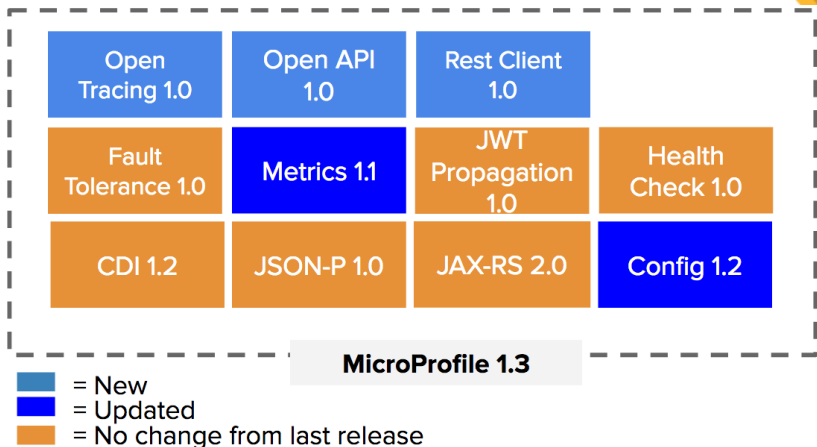 Open
Tracing 1.0
Open API
1.0
Rest Client
1.0
Fault
Tolerance 1.0
Metrics 1.1
JWT
Propagation
1.0
Health
Check 1.0
CDI 1.2
JSON-P 1.0
JAX-RS 2.0
Config 1.2
MicroProfile 1.3
= New
= Updated
= No change from last release